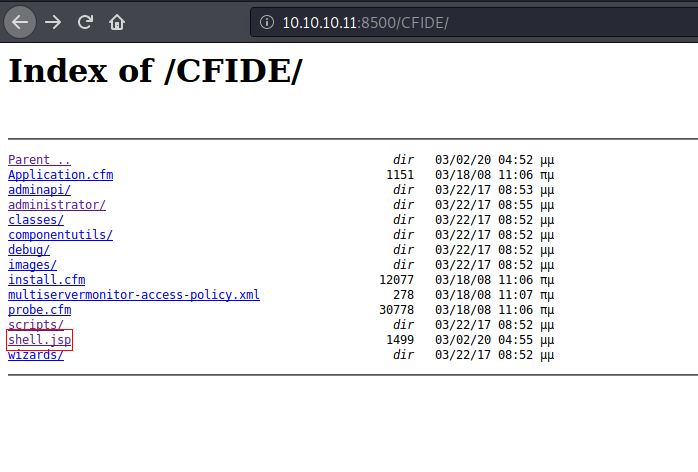 10.10.10.11:8500/CFIDE/
Index of /CFIDE/
Parent .. dir 03/02/20 04:52 μμ
Application.cfm 1151 03/18/08 11:06 πμ
adminapi/ dir 03/22/17 08:53 μμ
administrator/ dir 03/22/17 08:55 μμ
classes/ dir 03/22/17 08:52 μμ
componentutils/ dir 03/22/17 08:52 μμ
debug/ dir 03/22/17 08:52 μμ
images/ dir 03/22/17 08:52 μμ
install.cfm 12077 03/18/08 11:06 πμ
multiservermonitor-access-policy.xml 278 03/18/08 11:07 πμ
probe.cfm 30778 03/18/08 11:06 πμ
scripts/ dir 03/22/17 08:52 μμ
shell.jsp 1499 03/02/20 04:55 μμ
wizards/ dir 03/22/17 08:52 μμ